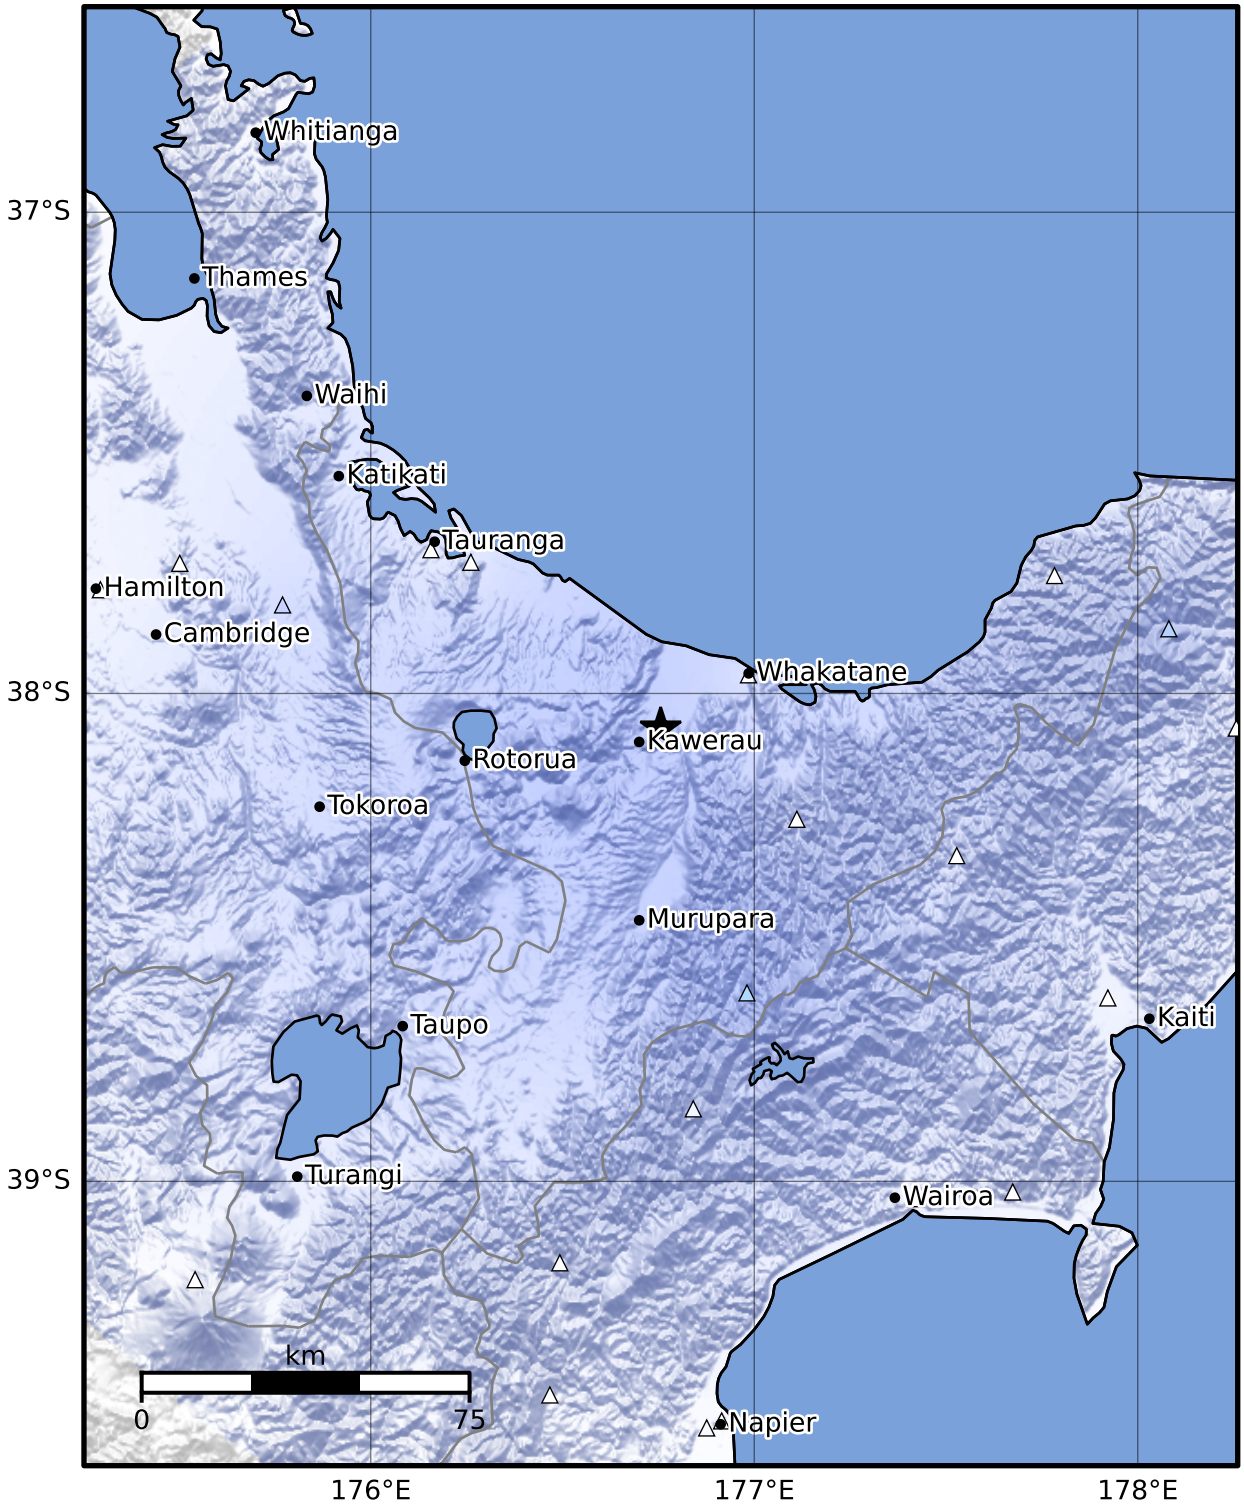 Whitianga
37°S
Thames
Waihi
Katikati
Tauranga
Hamilton
Cambridge
Whakatane
38°S
Kawerau
Rotorua
Tokoroa
Murupara
Kaiti
Taupo
Turangi
39°S
Wairoa
km
0 75
Napier
176°E 177°E 178°E